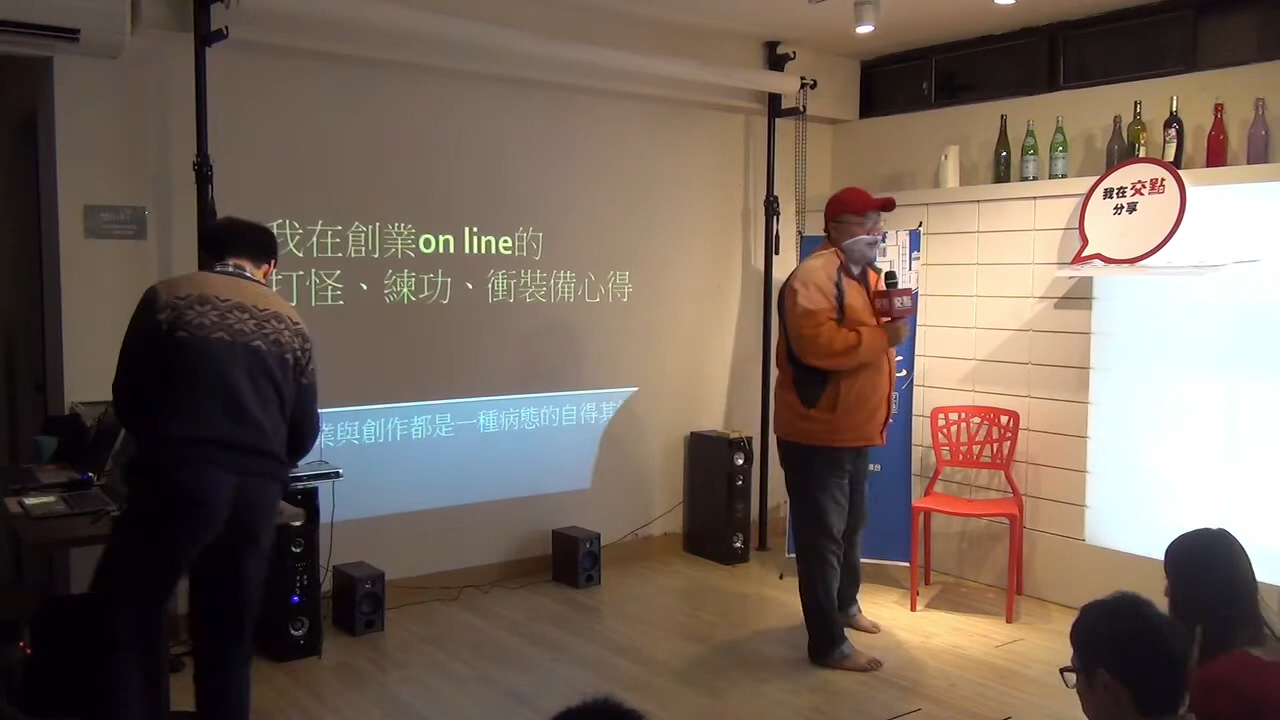 我在創業on line的
打怪、練功、衝裝備心得
業與創作都是一種病態的自得其
我在交點
分享
交點